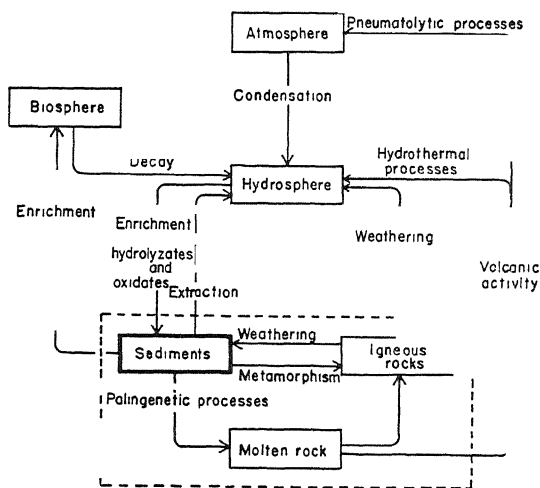 Pneumatolytic processes
Atmosphere
Condensation
Biosphere
Decay
Hydrothermal
processes
Hydrosphere
Enrichment
Enrichment
Weathering
hydrolyzates
and
oxidates
Extraction
Volcanic
activity
Weathering
Sediments
Igneous
rocks
Metamorphism
Palingenetic processes
Molten rock